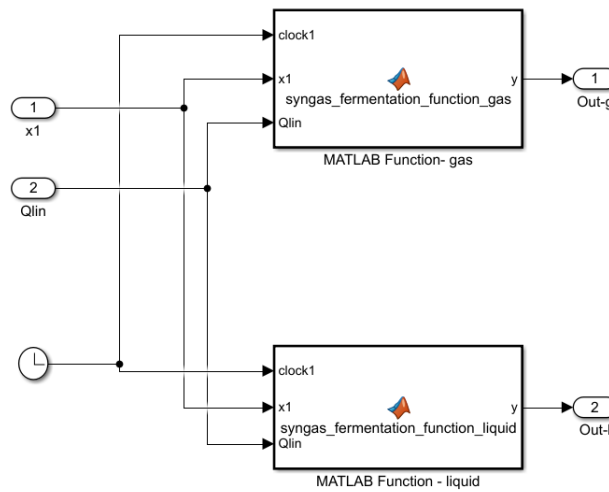 clock1
1
x1
y
1
syngas_fermentation_function_gas
x1
Qlin
MATLAB Function- gas
2
Qlin
clock1
x1
y
2
syngas_fermentation_function_liquid
Qlin
MATLAB Function - liquid